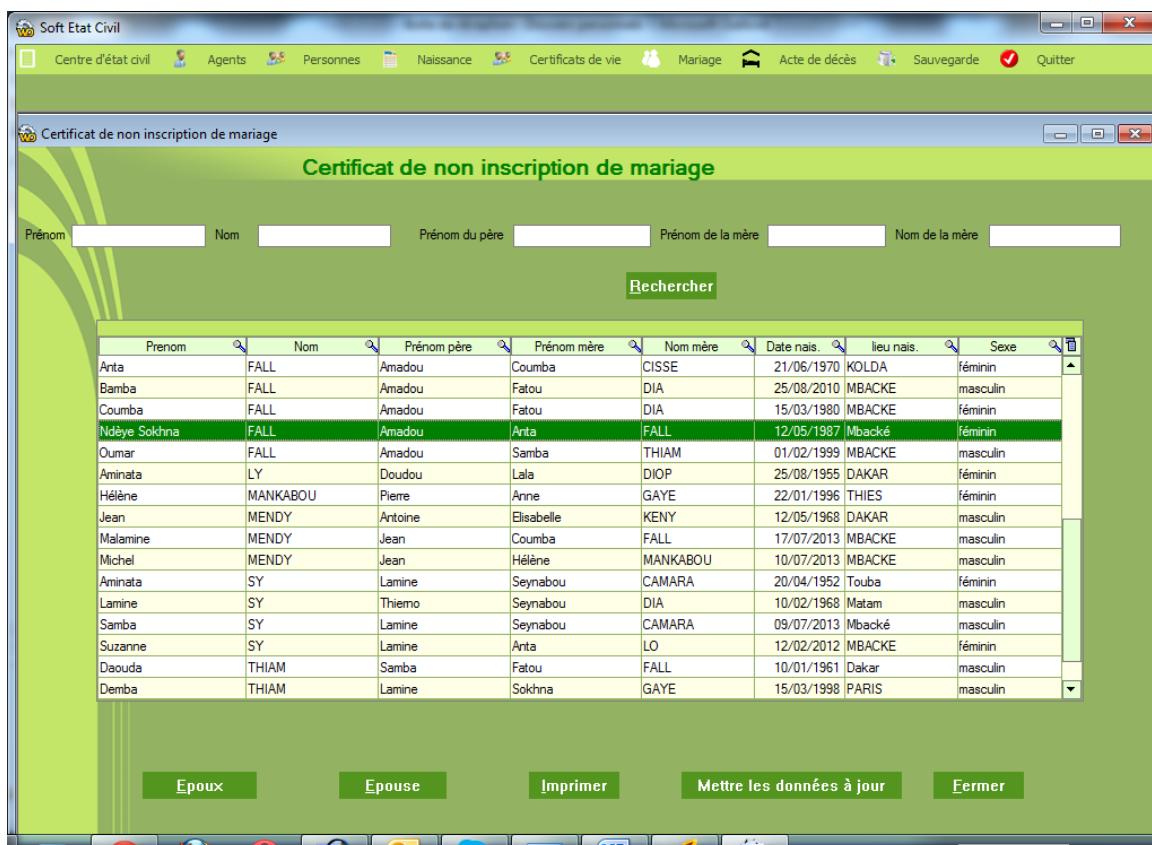 Soft Etat Civil
Centre d'état civil Agents Personnes Naissance Certificats de vie Mariage Acte de décès Sauvegarde Quitter
Certificat de non inscription de mariage
Certificat de non inscription de mariage
Prénom Nom Prénom du père Prénom de la mère Nom de la mère
Rechercher
Prenom Nom Prénom père Prénom mère Nom mère Date nais. lieu nais. Sexe
Anta FALL Amadou Coumba CISSE 21/06/1970 KOLDA féminin
Bamba FALL Amadou Fatou DIA 25/08/2010 MBACKE masculin
Coumba FALL Amadou Fatou DIA 15/03/1980 MBACKE féminin
Ndèye Sokhna FALL Amadou Anta FALL 12/05/1987 Mbacké féminin
Oumar FALL Amadou Samba THIAM 01/02/1999 MBACKE masculin
Aminata LY Doudou Lala DIOP 25/08/1955 DAKAR féminin
Hélène MANKABOU Pierre Anne GAYE 22/01/1996 THIES féminin
Jean MENDY Antoine Elisabelle KENY 12/05/1968 DAKAR masculin
Malamine MENDY Jean Coumba FALL 17/07/2013 MBACKE masculin
Michel MENDY Jean Hélène MANKABOU 10/07/2013 MBACKE masculin
Aminata SY Lamine Seynabou CAMARA 20/04/1952 Touba féminin
Lamine SY Thierno Seynabou DIA 10/02/1968 Matam masculin
Samba SY Lamine Seynabou CAMARA 09/07/2013 Mbacké masculin
Suzanne SY Lamine Anta LO 12/02/2012 MBACKE féminin
Daouda THIAM Samba Fatou FALL 10/01/1961 Dakar masculin
Demba THIAM Lamine Sokhna GAYE 15/03/1998 PARIS masculin
Epoux Epouse Imprimer Mettre les données à jour Fermer